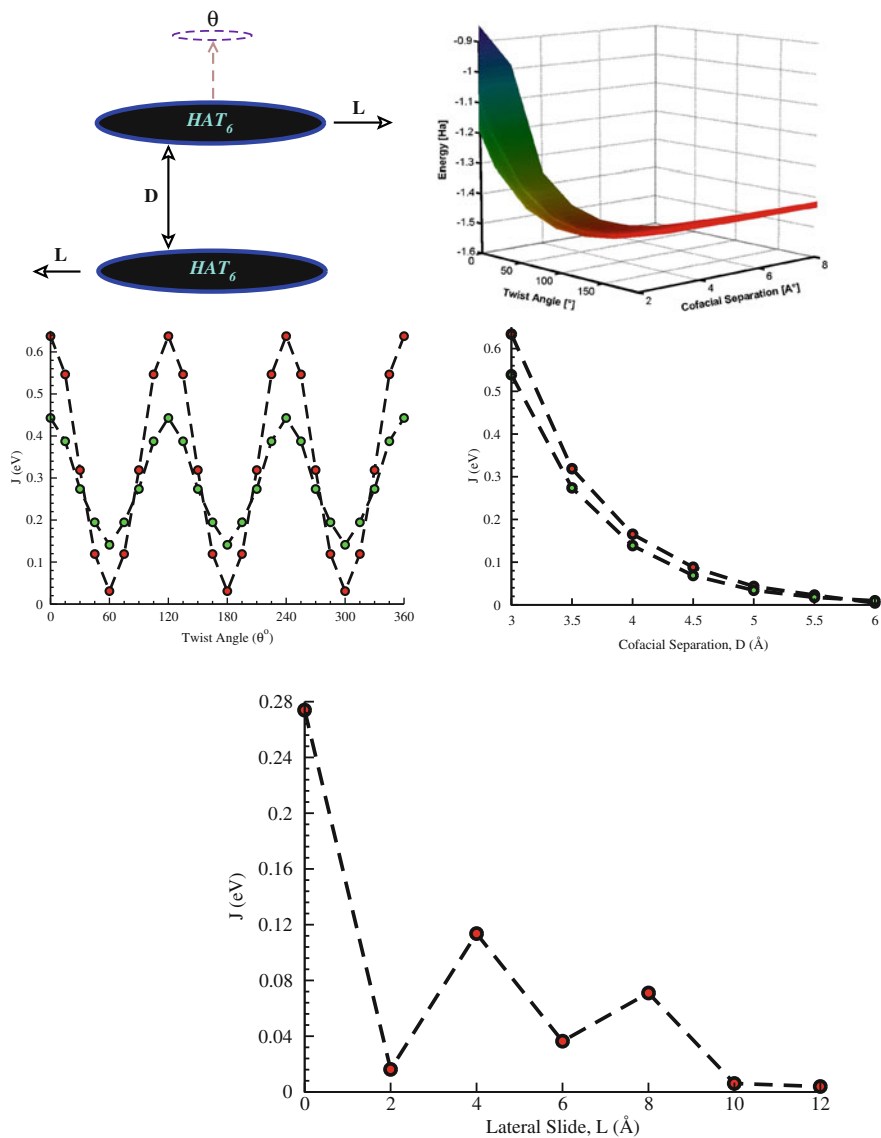 θ
HAT6
L
D
L
HAT6
-0.9
-1
-1.1
-1.2
-1.3
-1.4
-1.5
-1.6
Energy [Ha]
0
50
100
150
Twist Angle [°]
2
4
6
8
Cofacial Separation [A°]
0.6
0.5
0.4
0.3
0.2
0.1
0
J (eV)
0 60 120 180 240 300 360
Twist Angle (θ°)
0.6
0.5
0.4
0.3
0.2
0.1
0
J (eV)
3 3.5 4 4.5 5 5.5 6
Cofacial Separation, D (Å)
0.28
0.24
0.2
0.16
0.12
0.08
0.04
0
J (eV)
0 2 4 6 8 10 12
Lateral Slide, L (Å)